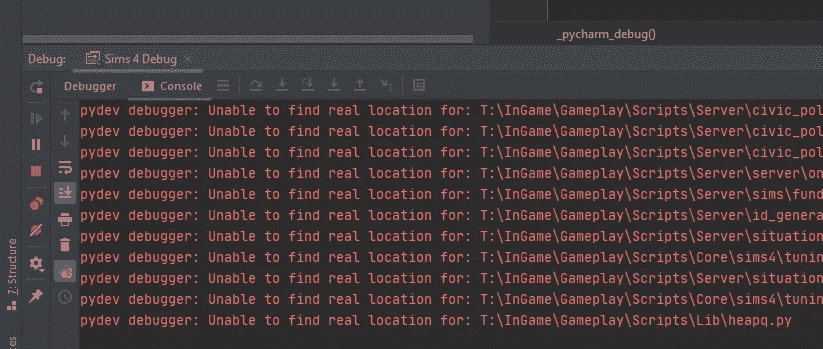 _pycharm_debug()
Debug: Sims 4 Debug
Debugger Console
pydev debugger: Unable to find real location for: T:\InGame\Gameplay\Scripts\Server\civic_pol
pydev debugger: Unable to find real location for: T:\InGame\Gameplay\Scripts\Server\civic_pol
pydev debugger: Unable to find real location for: T:\InGame\Gameplay\Scripts\Server\civic_pol
pydev debugger: Unable to find real location for: T:\InGame\Gameplay\Scripts\Server\server\on
pydev debugger: Unable to find real location for: T:\InGame\Gameplay\Scripts\Server\sims\fund
pydev debugger: Unable to find real location for: T:\InGame\Gameplay\Scripts\Server\id_genera
pydev debugger: Unable to find real location for: T:\InGame\Gameplay\Scripts\Server\situation
pydev debugger: Unable to find real location for: T:\InGame\Gameplay\Scripts\Core\sims4\tunin
pydev debugger: Unable to find real location for: T:\InGame\Gameplay\Scripts\Server\situation
pydev debugger: Unable to find real location for: T:\InGame\Gameplay\Scripts\Core\sims4\tunin
pydev debugger: Unable to find real location for: T:\InGame\Gameplay\Scripts\Lib\heapq.py
7: Structure